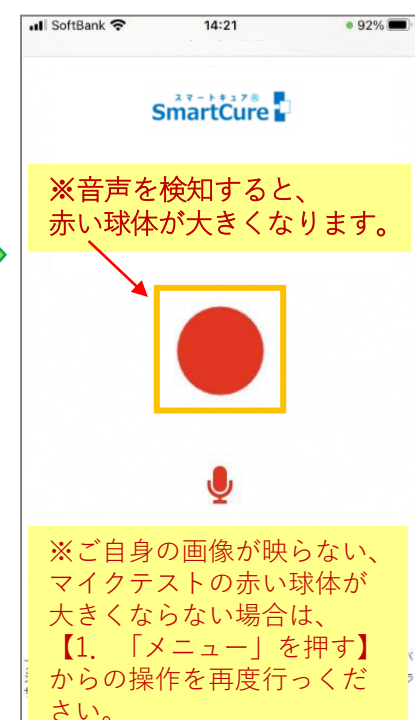 SoftBank 14:21 92%
スマートキュア®
SmartCure
※音声を検知すると、
赤い球体が大きくなります。
※ご自身の画像が映らない、
マイクテストの赤い球体が
大きくならない場合は、
【1. 「メニュー」を押す】
からの操作を再度行っくだ
さい。